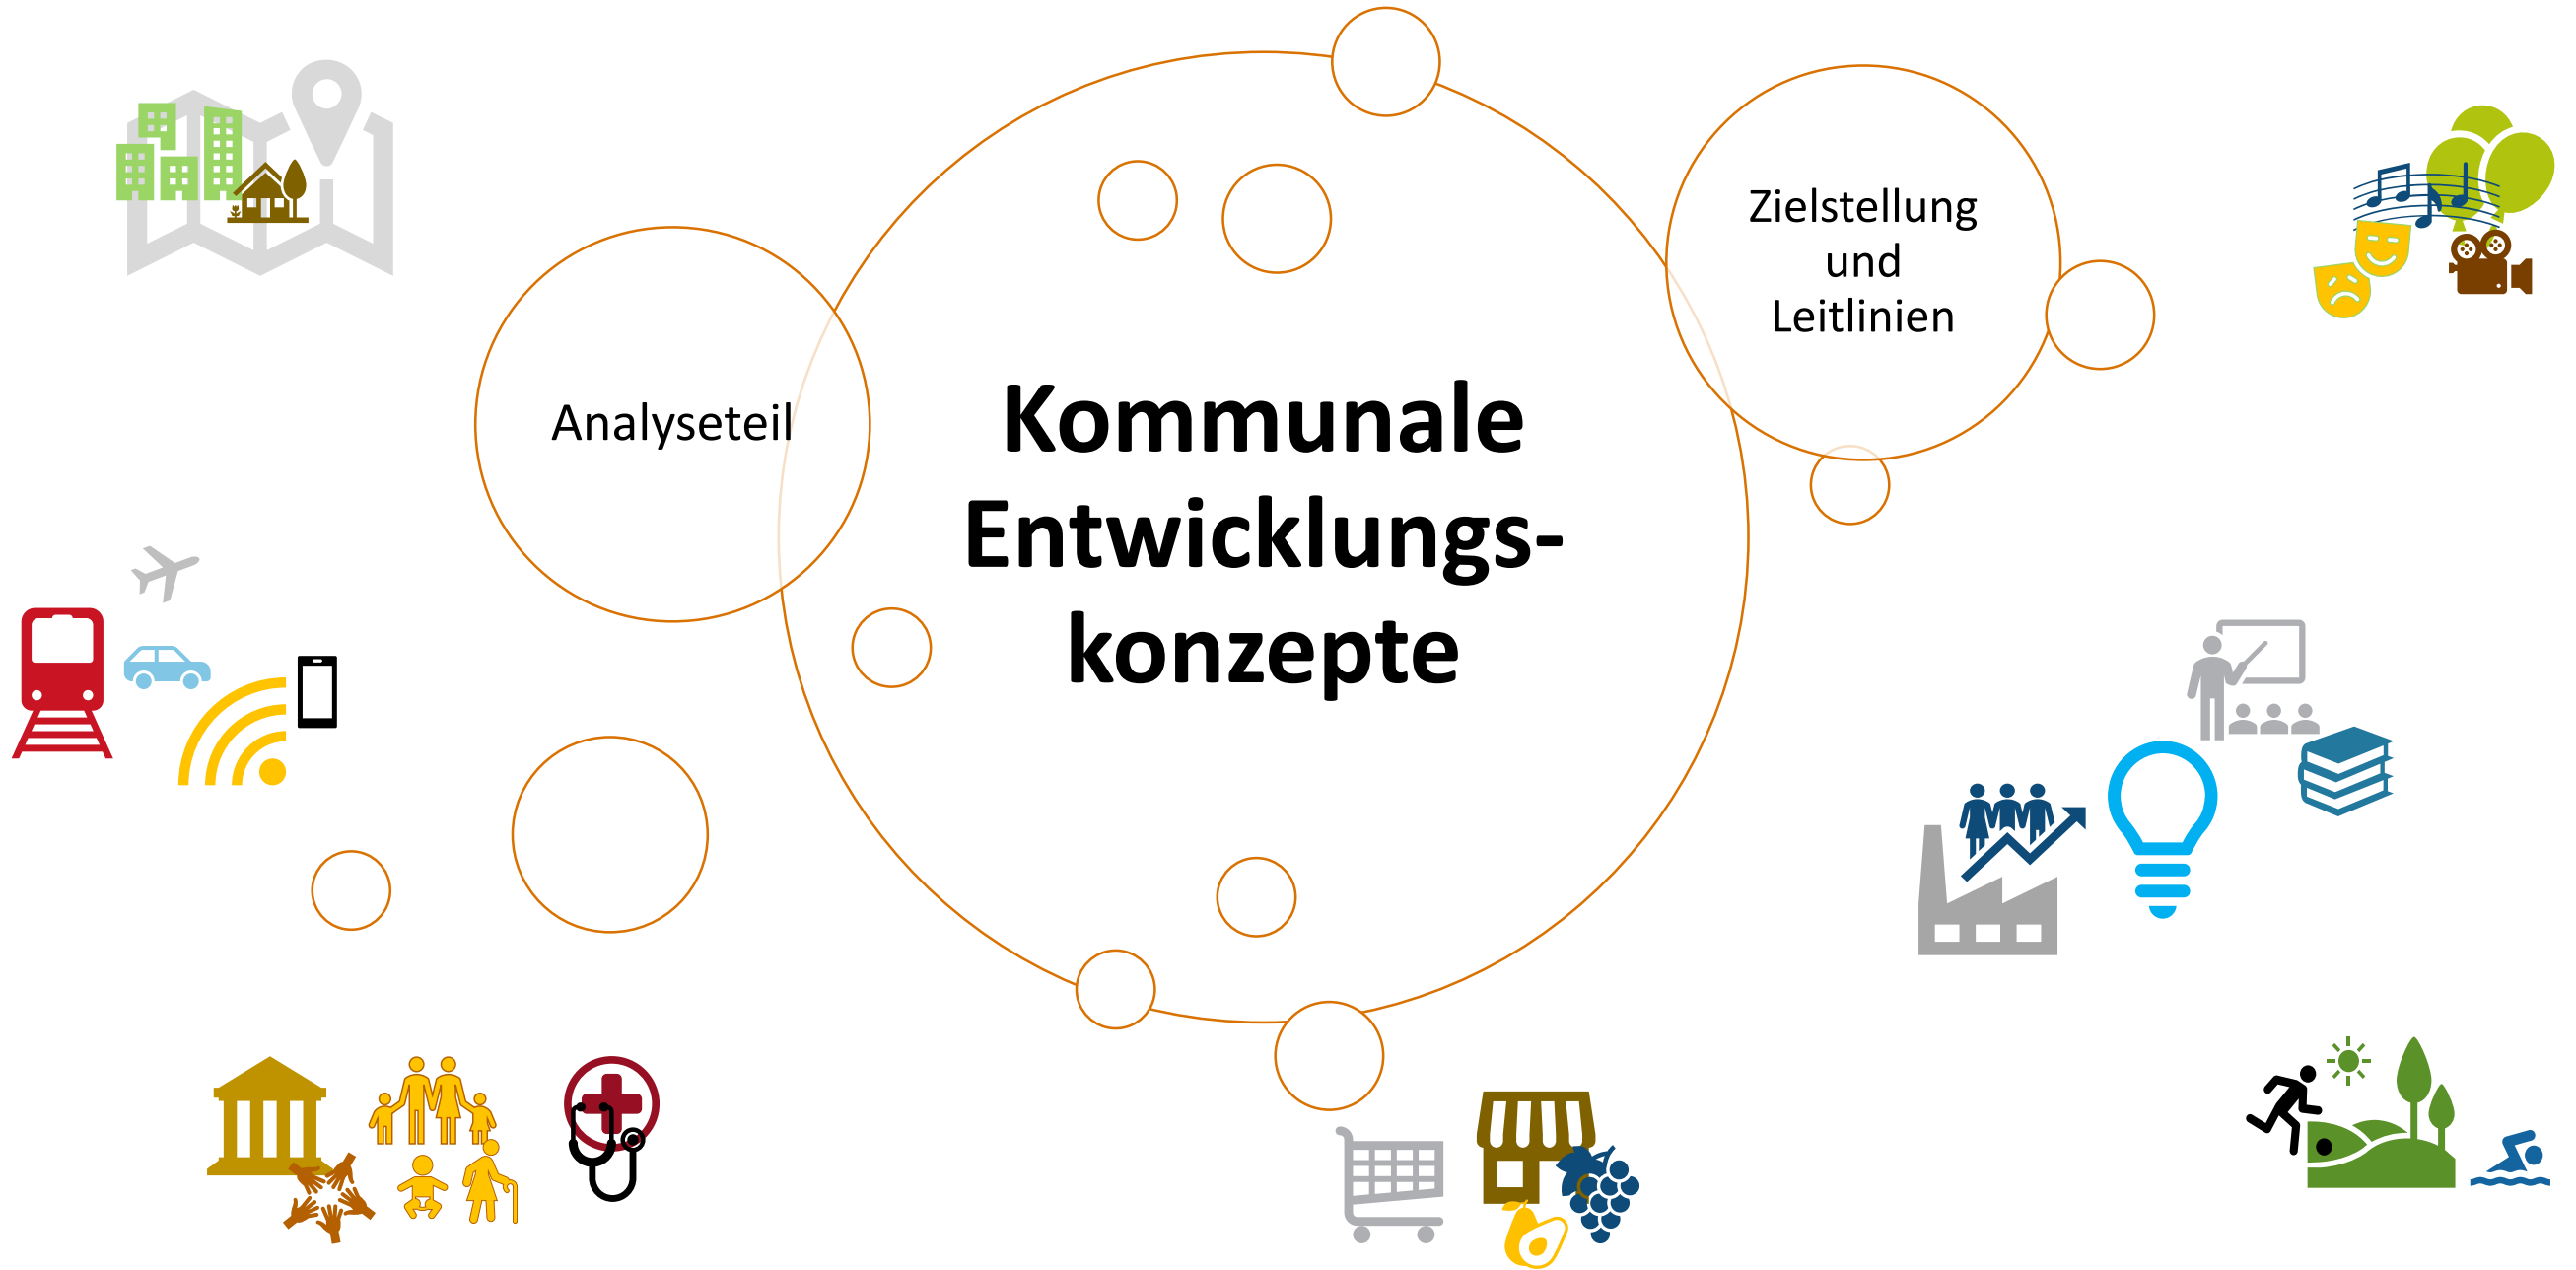 Analyseteil
Kommunale
Entwicklungs-
konzepte
Zielstellung
und
Leitlinien